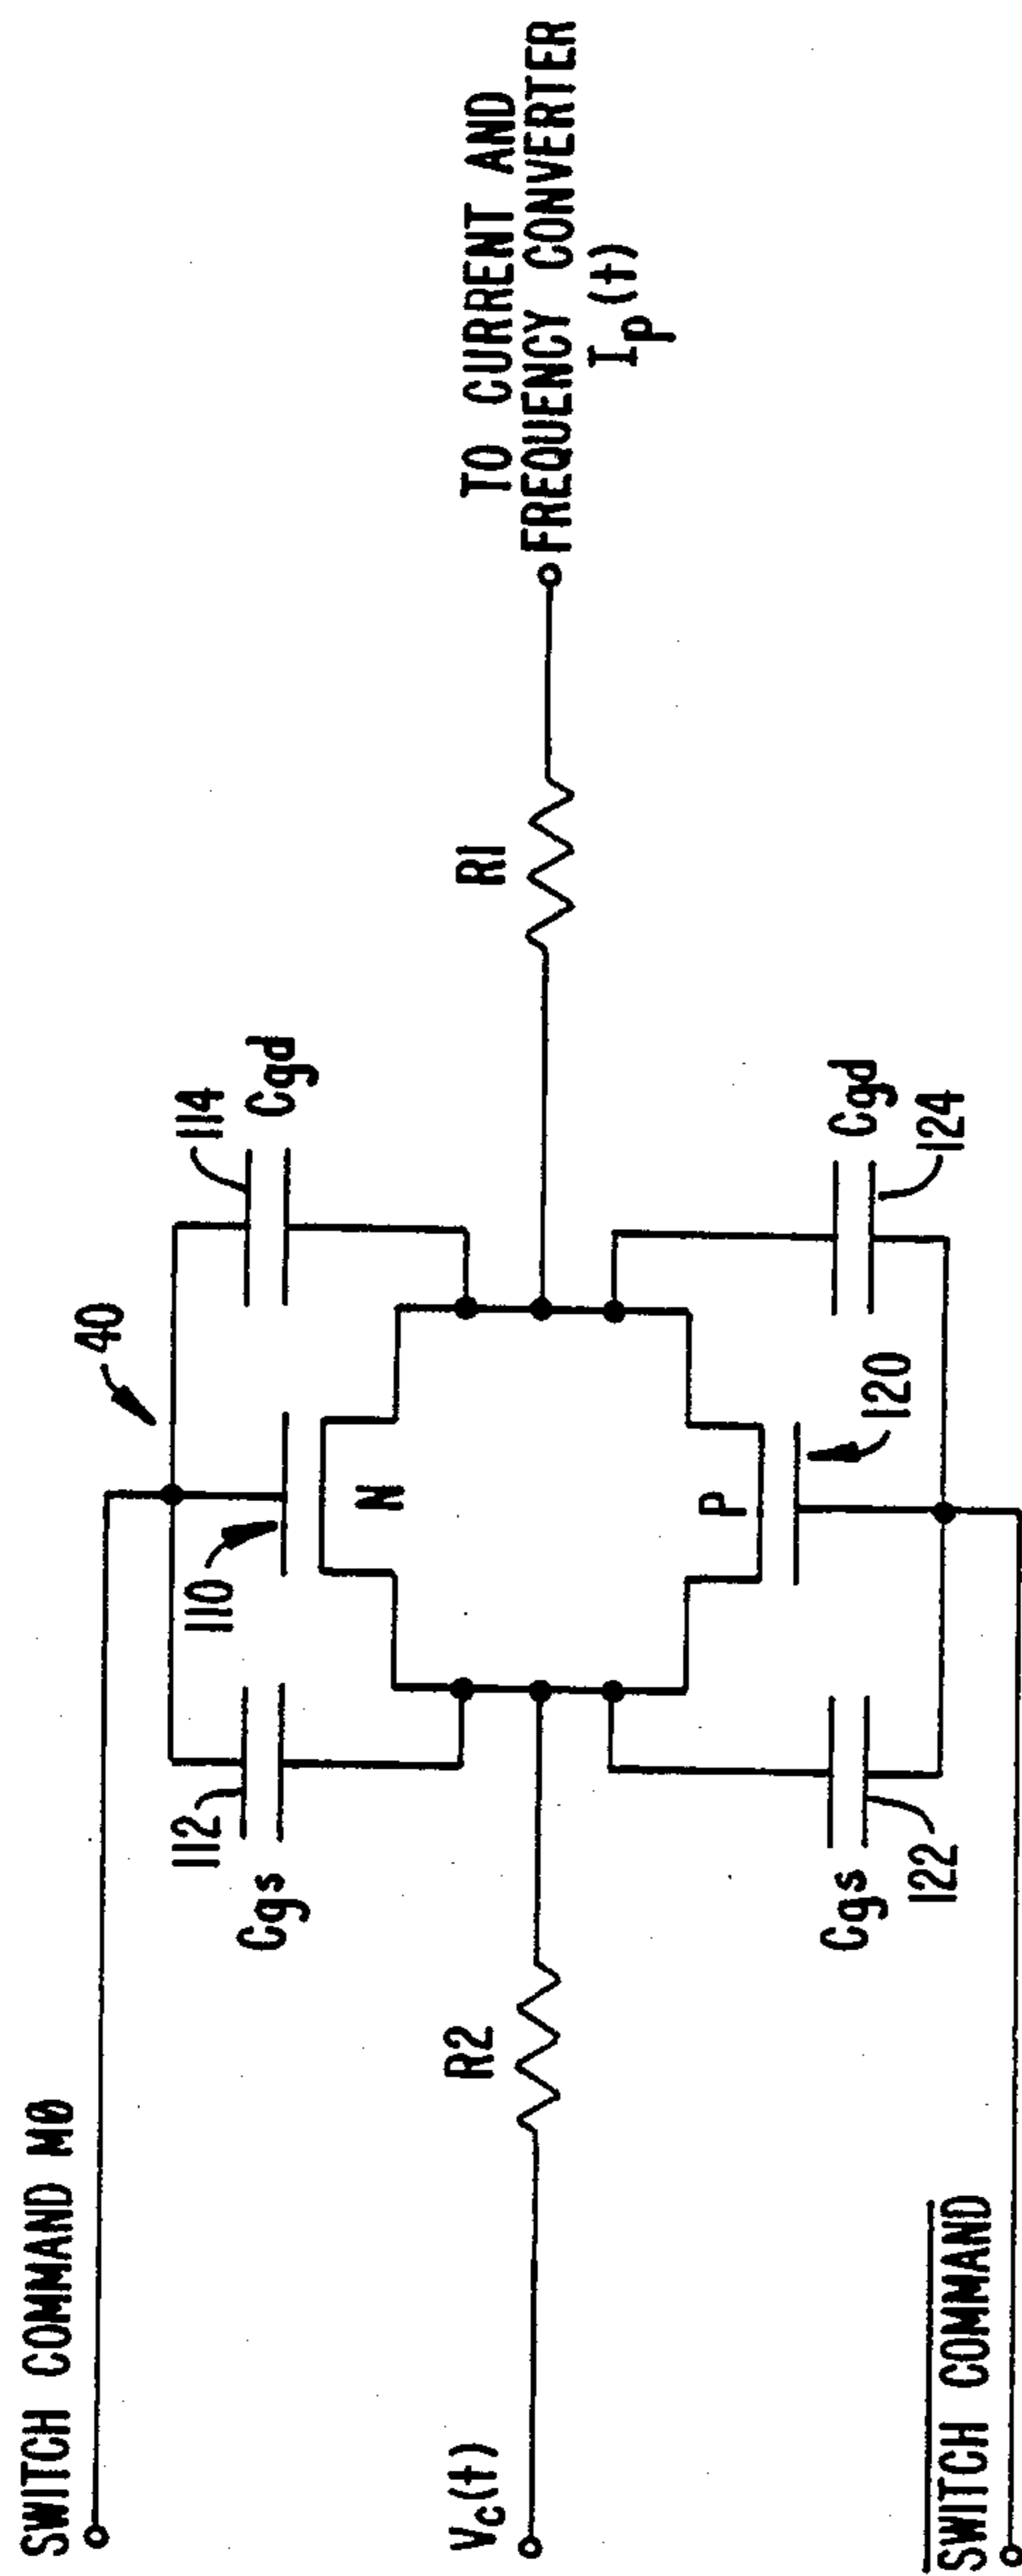 SWITCH COMMAND MØ
40
114
Cgd
110
112
Cgs
N
TO CURRENT AND
FREQUENCY CONVERTER
Ip(t)
Vc(t)
R2
R1
P
120
Cgs
122
Cgd
124
SWITCH COMMAND